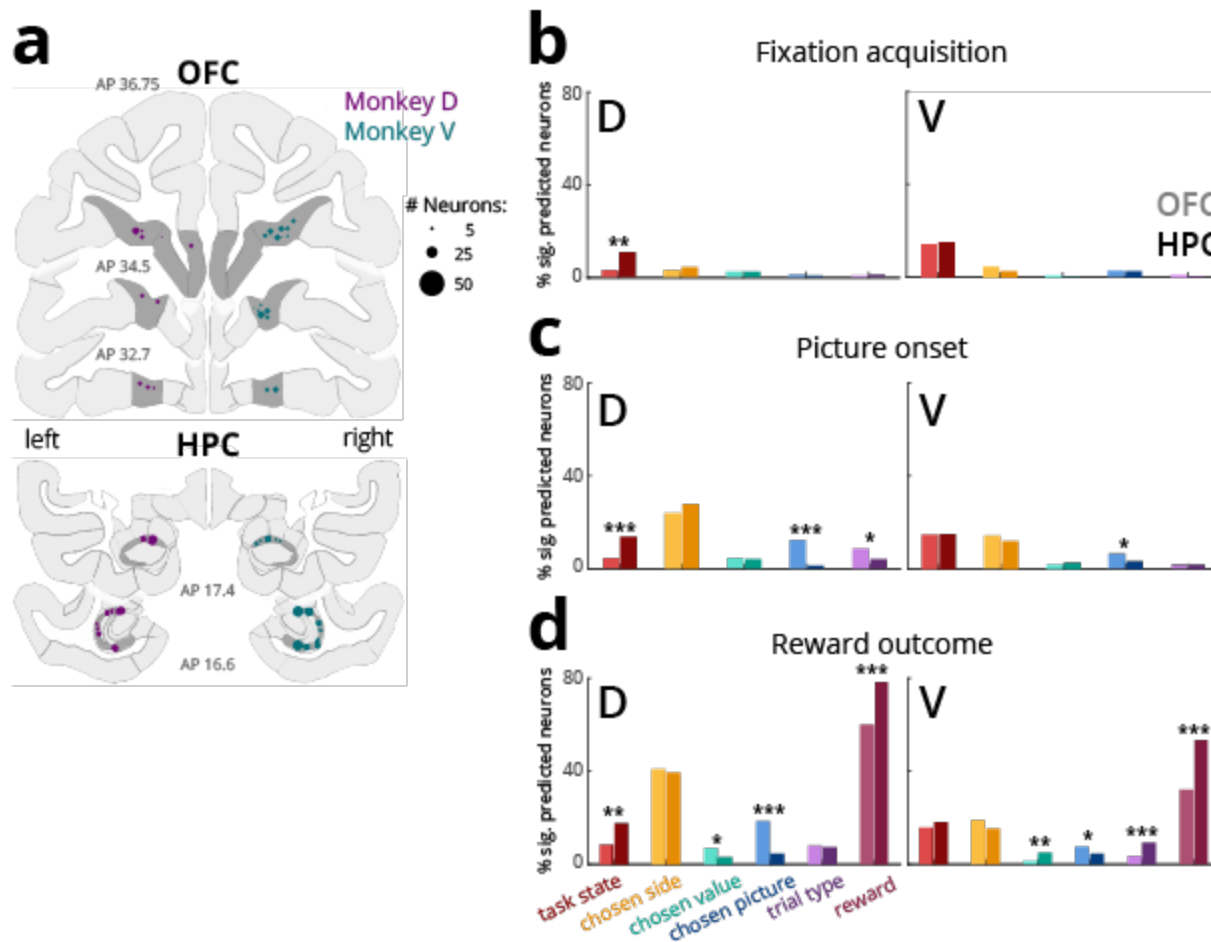 a
OFC
AP 36.75
Monkey D
Monkey V
# Neurons:
5
25
50
AP 34.5
AP 32.7
left
HPC
right
AP 17.4
AP 16.6
b
Fixation acquisition
% sig. predicted neurons
80
40
0
D
**
V
OFC
HPC
c
Picture onset
% sig. predicted neurons
80
40
0
D
***
***
*
V
*
d
Reward outcome
% sig. predicted neurons
80
40
0
D
**
*
***
***
V
**
*
***
***
task state
chosen side
chosen value
chosen picture
trial type
reward